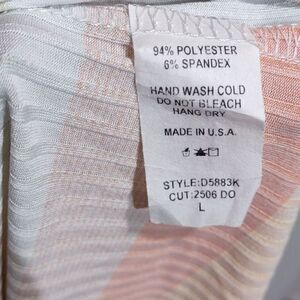 94% POLYESTER
6% SPANDEX
HAND WASH COLD
DO NOT BLEACH
HANG DRY
MADE IN U.S.A.
STYLE:D5883K
CUT:2506 DO
L